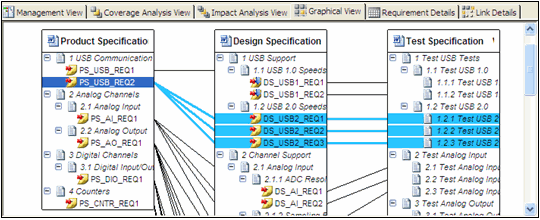 Management View
Coverage Analysis View
Impact Analysis View
Graphical View
Requirement Details
Link Details
Product Specificatio
1 USB Communication
PS_USB_REQ1
PS_USB_REQ2
2 Analog Channels
2.1 Analog Input
PS_AI_REQ1
2.2 Analog Output
PS_AO_REQ1
3 Digital Channels
3.1 Digital Input/Ou
PS_DIO_REQ1
4 Counters
PS_CNTR_REQ1
Design Specification
1 USB Support
1.1 USB 1.0 Speeds
DS_USB1_REQ1
DS_USB1_REQ2
1.2 USB 2.0 Speeds
DS_USB2_REQ1
DS_USB2_REQ2
DS_USB2_REQ3
2 Channel Support
2.1 Analog Input
2.1.1 ADC Resol
DS_AI_REQ1
DS_AI_REQ2
2.1.2 Sampling
Test Specification
1 Test USB Tests
1.1 Test USB 1.0
1.1.1 Test USB 1
1.1.2 Test USB 1
1.2 Test USB 2.0
1.2.1 Test USB 2
1.2.2 Test USB 2
1.2.3 Test USB 2
2 Test Analog Input
2.1 Test Analog Input
2.2 Test Analog Input
2.3 Test Analog Input
3 Test Analog Output